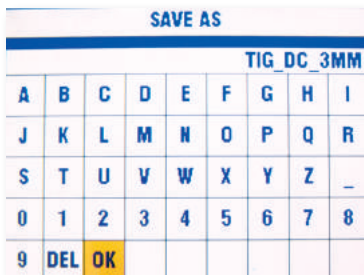 SAVE AS
TIG_DC_3MM
A B C D E F G H I
J K L M N O P Q R
S T U V W X Y Z _
0 1 2 3 4 5 6 7 8
9 DEL OK